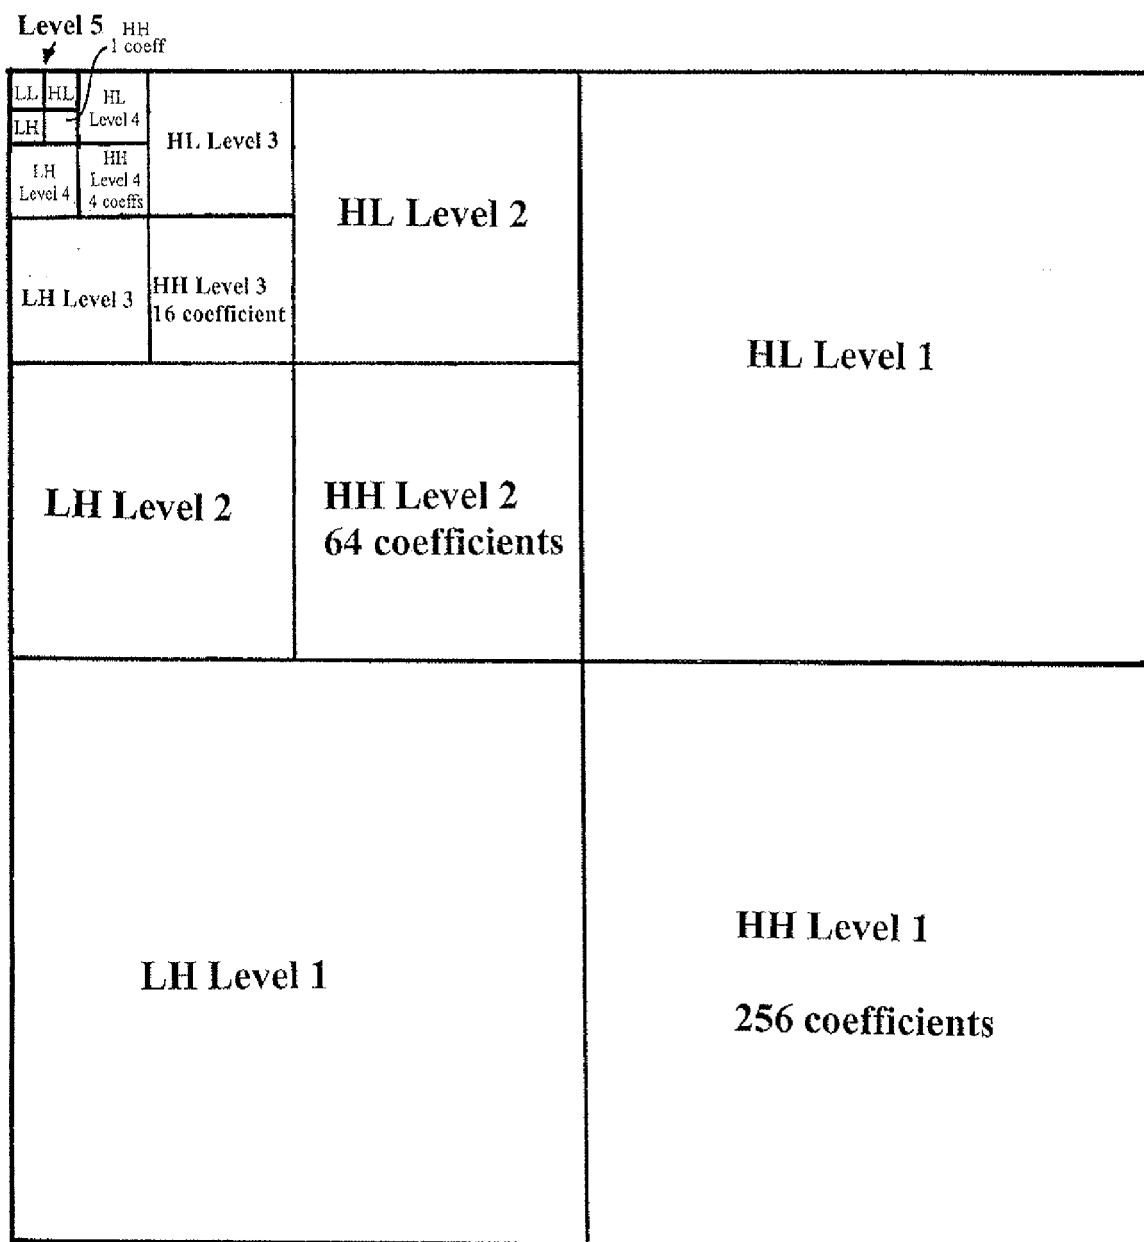 Level 5
HH
1 coeff
LL
HL
LH
HL
Level 4
LH
Level 4
HH
Level 4
4 coeffs
HL Level 3
LH Level 3
HH Level 3
16 coefficient
HL Level 2
LH Level 2
HH Level 2
64 coefficients
HL Level 1
LH Level 1
HH Level 1
256 coefficients